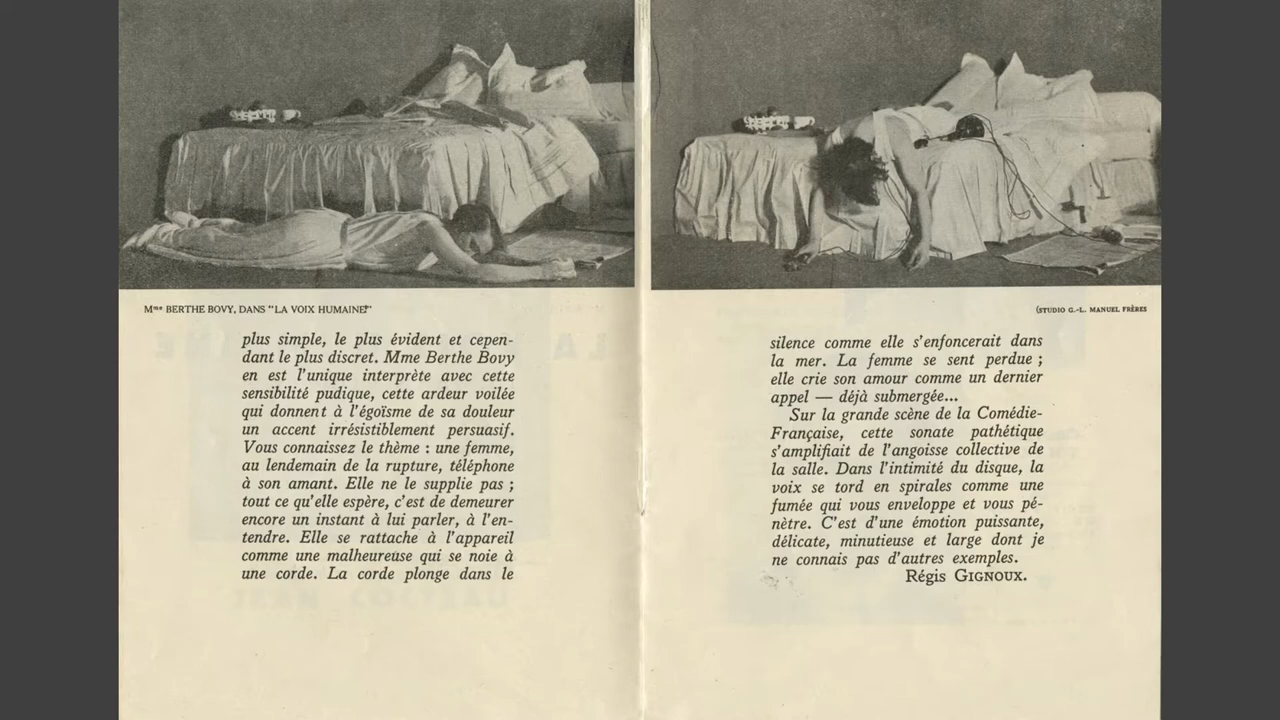 Mme BERTHE BOVY, DANS "LA VOIX HUMAINE"
plus simple, le plus évident et cepen-
dant le plus discret. Mme Berthe Bovy
en est l'unique interprète avec cette
sensibilité pudique, cette ardeur voilée
qui donnent à l'égoïsme de sa douleur
un accent irrésistiblement persuasif.
Vous connaissez le thème : une femme,
au lendemain de la rupture, téléphone
à son amant. Elle ne le supplie pas ;
tout ce qu'elle espère, c'est de demeurer
encore un instant à lui parler, à l'en-
tendre. Elle se rattache à l'appareil
comme une malheureuse qui se noie à
une corde. La corde plonge dans le
(STUDIO G.-L. MANUEL FRÈRES
silence comme elle s'enfoncerait dans
la mer. La femme se sent perdue ;
elle crie son amour comme un dernier
appel — déjà submergée...
Sur la grande scène de la Comédie-
Française, cette sonate pathétique
s'amplifiait de l'angoisse collective de
la salle. Dans l'intimité du disque, la
voix se tord en spirales comme une
fumée qui vous enveloppe et vous pé-
nètre. C'est d'une émotion puissante,
délicate, minutieuse et large dont je
ne connais pas d'autres exemples.
Régis GIGNOUX.